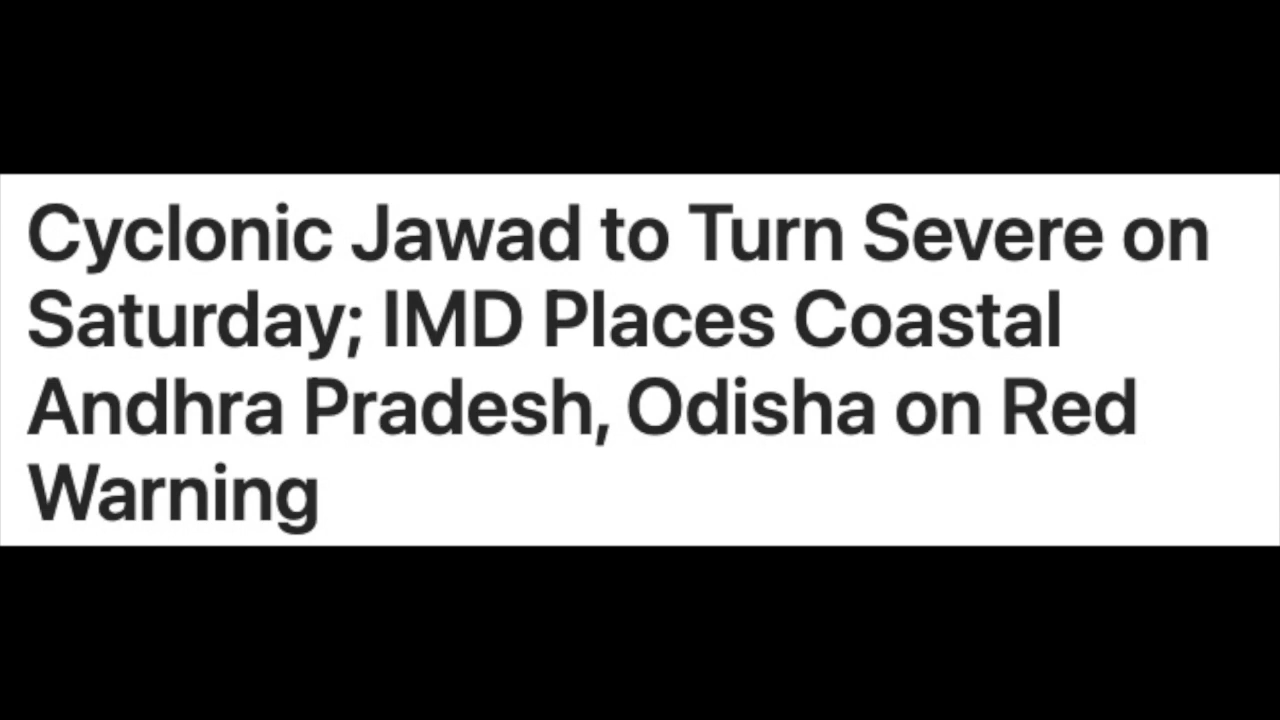 Cyclonic Jawad to Turn Severe on
Saturday; IMD Places Coastal
Andhra Pradesh, Odisha on Red
Warning